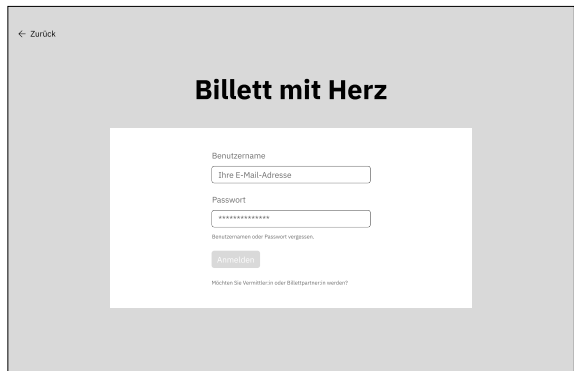 ← Zurück
Billett mit Herz
Benutzername
Ihre E-Mail-Adresse
Passwort
*************
Benutzernamen oder Passwort vergessen.
Anmelden
Möchten Sie Vermittler:in oder Billettpartner:in werden?